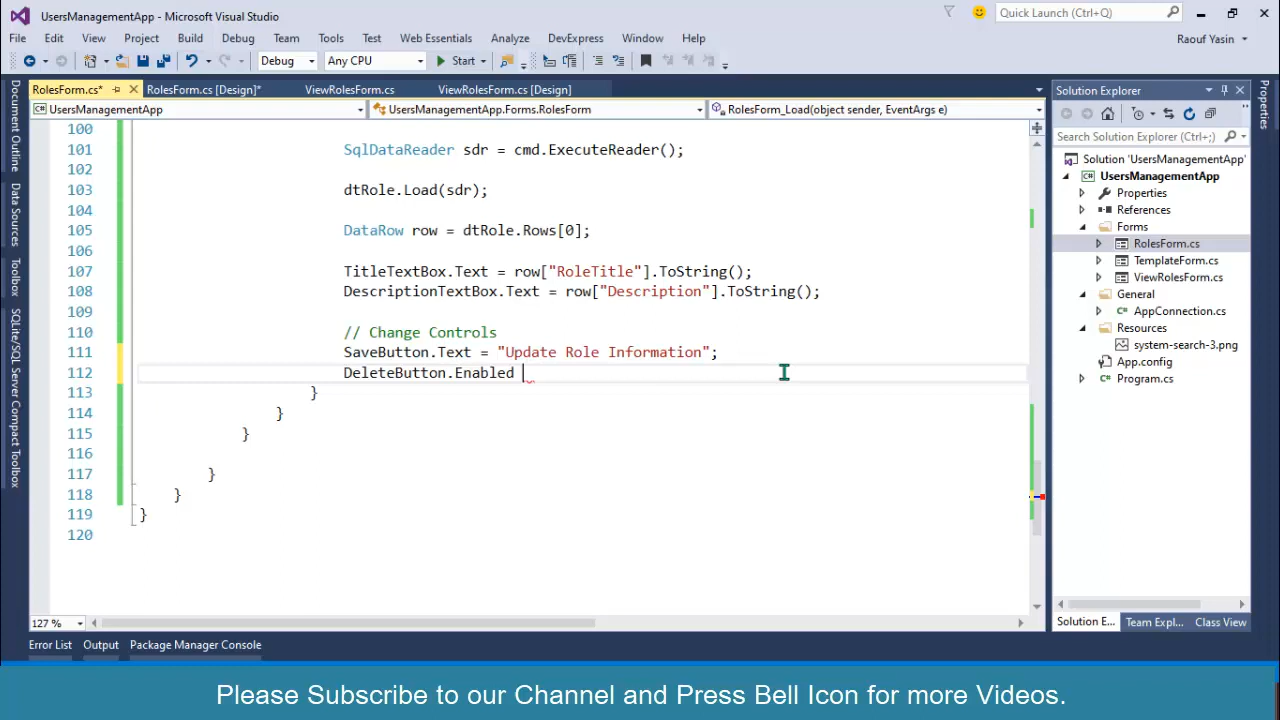 UsersManagementApp - Microsoft Visual Studio
Quick Launch (Ctrl+Q)
File Edit View Project Build Debug Team Tools Test Web Essentials Analyze DevExpress Window Help
Raouf Yasin
Debug Any CPU Start
RolesForm.cs* RolesForm.cs [Design]* ViewRolesForm.cs ViewRolesForm.cs [Design]
UsersManagementApp UsersManagementApp.Forms.RolesForm RolesForm_Load(object sender, EventArgs e)
Document Outline
Data Sources
Toolbox
SQLite/SQL Server Compact Toolbox
100
101 SqlDataReader sdr = cmd.ExecuteReader();
102
103 dtRole.Load(sdr);
104
105 DataRow row = dtRole.Rows[0];
106
107 TitleTextBox.Text = row["RoleTitle"].ToString();
108 DescriptionTextBox.Text = row["Description"].ToString();
109
110 // Change Controls
111 SaveButton.Text = "Update Role Information";
112 DeleteButton.Enabled
113 }
114 }
115 }
116
117 }
118 }
119 }
120
127 %
Error List Output Package Manager Console
Solution Explorer
Search Solution Explorer (Ctrl+;)
Solution 'UsersManagementApp'
UsersManagementApp
Properties
References
Forms
RolesForm.cs
TemplateForm.cs
ViewRolesForm.cs
General
AppConnection.cs
Resources
system-search-3.png
App.config
Program.cs
Solution E... Team Expl... Class View
Properties
Please Subscribe to our Channel and Press Bell Icon for more Videos.